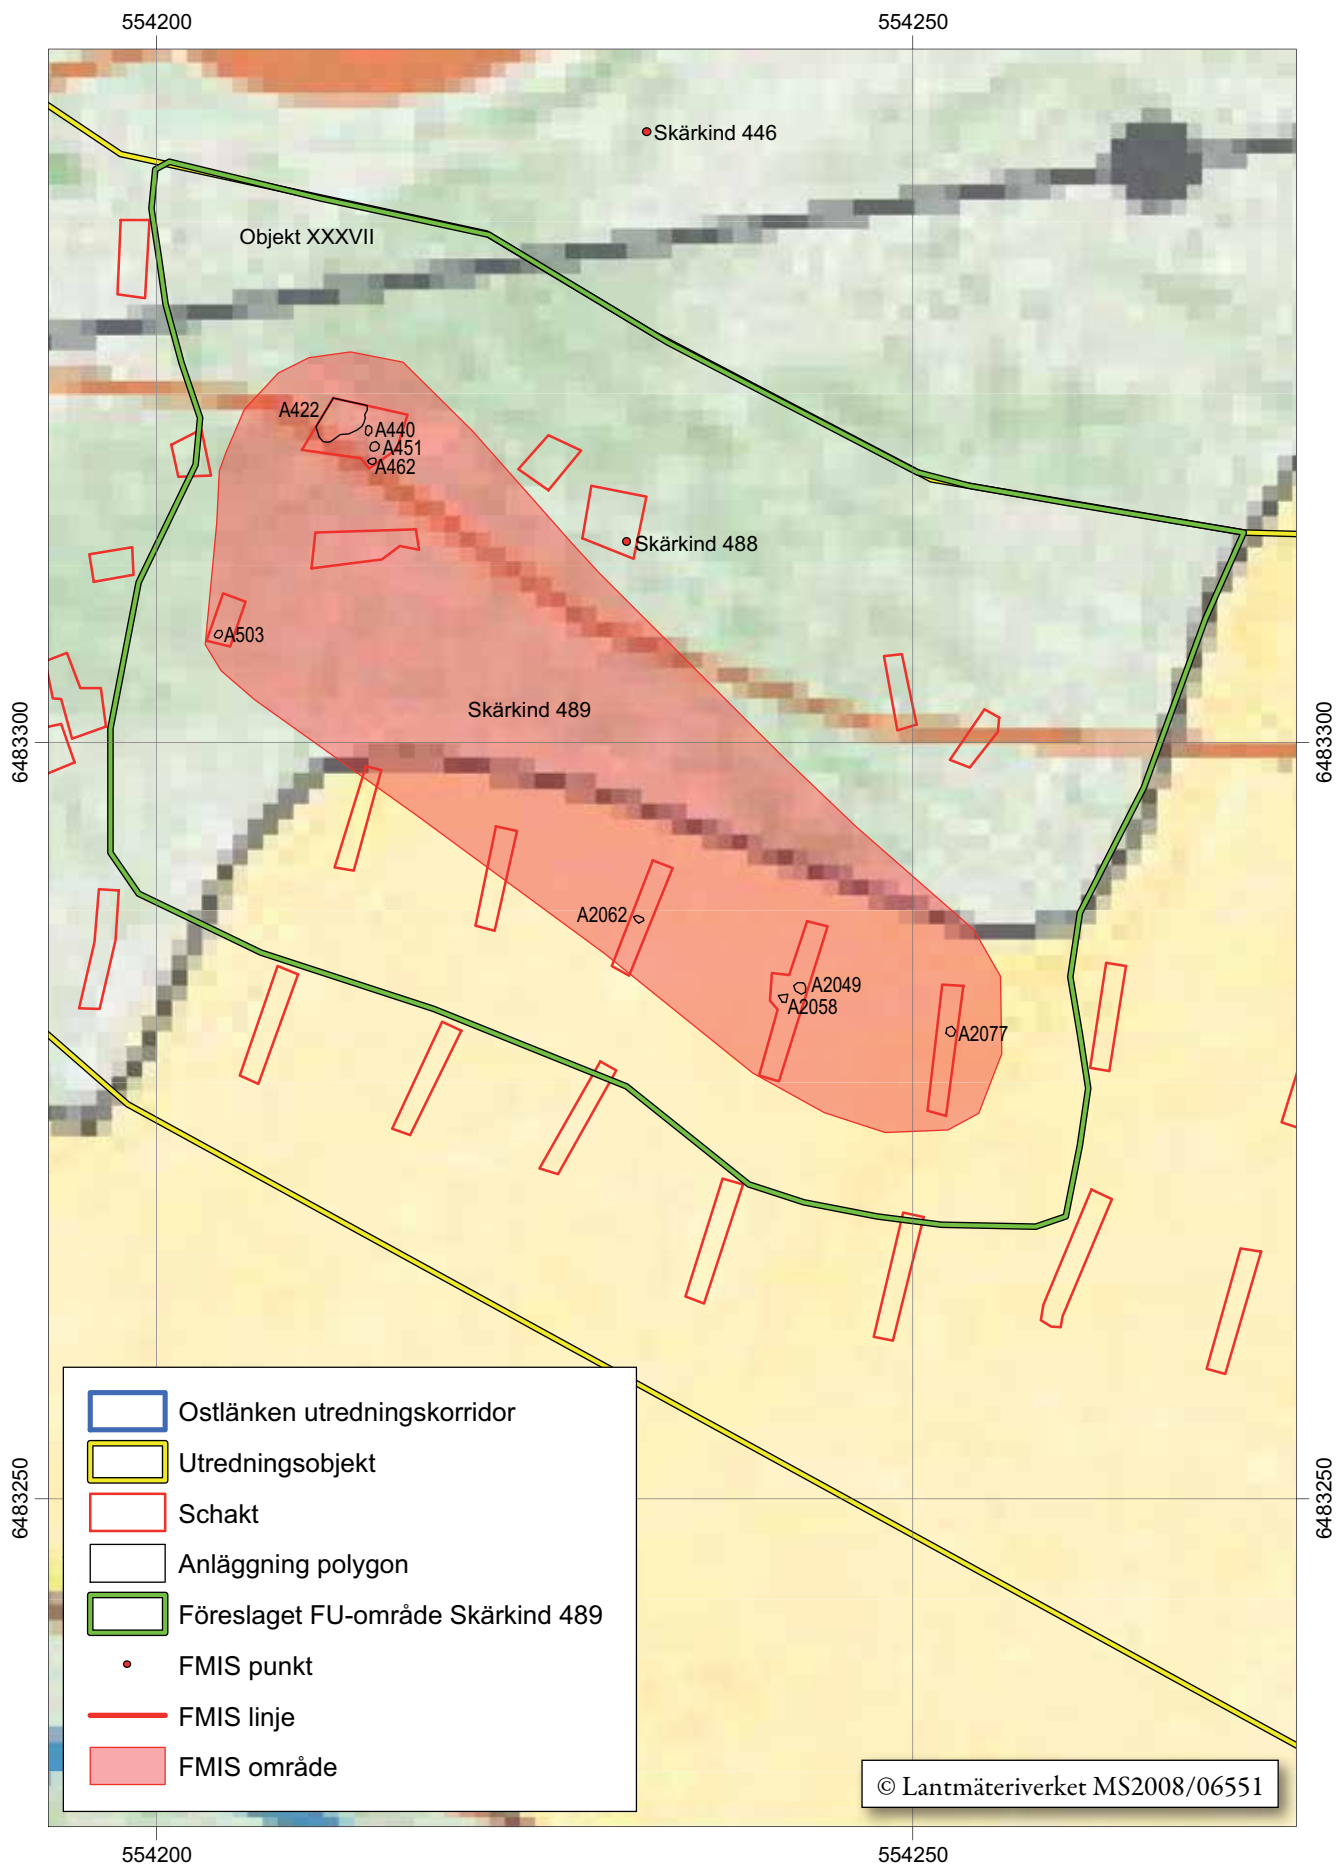 554200
554250
Skärkind 446
Objekt XXXVII
A422
A440
A451
A462
Skärkind 488
A503
Skärkind 489
6483300
6483300
A2062
A2049
A2058
A2077
Ostlänken utredningskorridor
Utredningsobjekt
Schakt
Anläggning polygon
Föreslaget FU-område Skärkind 489
FMIS punkt
FMIS linje
FMIS område
6483250
6483250
© Lantmäteriverket MS2008/06551
554200
554250